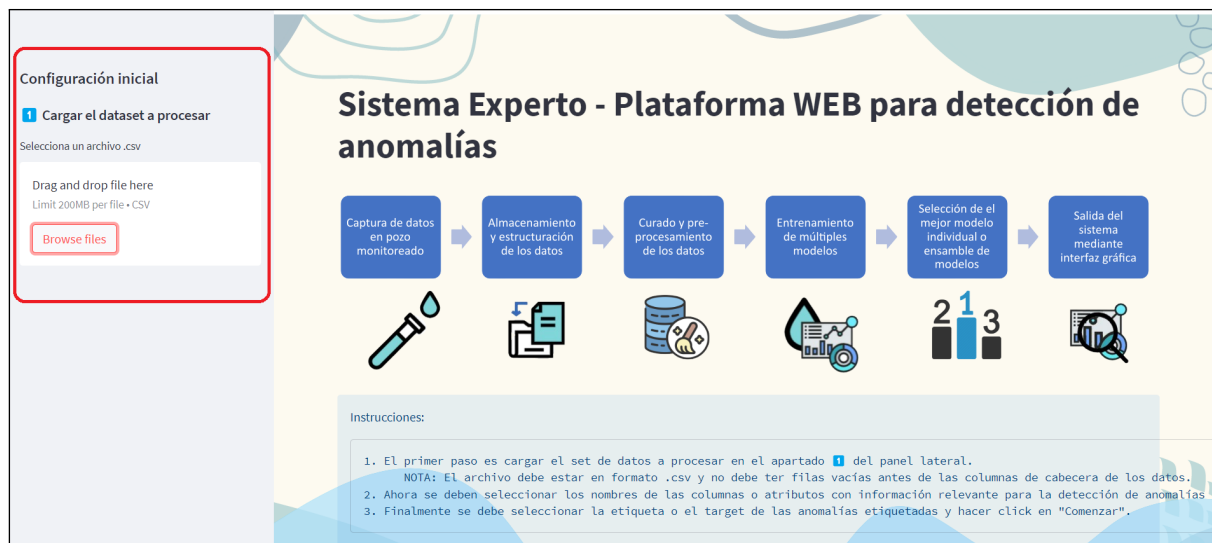 Configuración inicial
1 Cargar el dataset a procesar
Selecciona un archivo .csv
Drag and drop file here
Limit 200MB per file • CSV
Browse files
Sistema Experto - Plataforma WEB para detección de
anomalías
Captura de datos
en pozo
monitoreado
Almacenamiento
y estructuración
de los datos
Curado y pre-
procesamiento
de los datos
Entrenamiento
de múltiples
modelos
Selección de el
mejor modelo
individual o
ensamble de
modelos
Salida del
sistema
mediante
interfaz gráfica
2 1 3
Instrucciones:
1. El primer paso es cargar el set de datos a procesar en el apartado 1 del panel lateral.
NOTA: El archivo debe estar en formato .csv y no debe ter filas vacías antes de las columnas de cabecera de los datos.
2. Ahora se deben seleccionar los nombres de las columnas o atributos con información relevante para la detección de anomalías
3. Finalmente se debe seleccionar la etiqueta o el target de las anomalías etiquetadas y hacer click en "Comenzar".